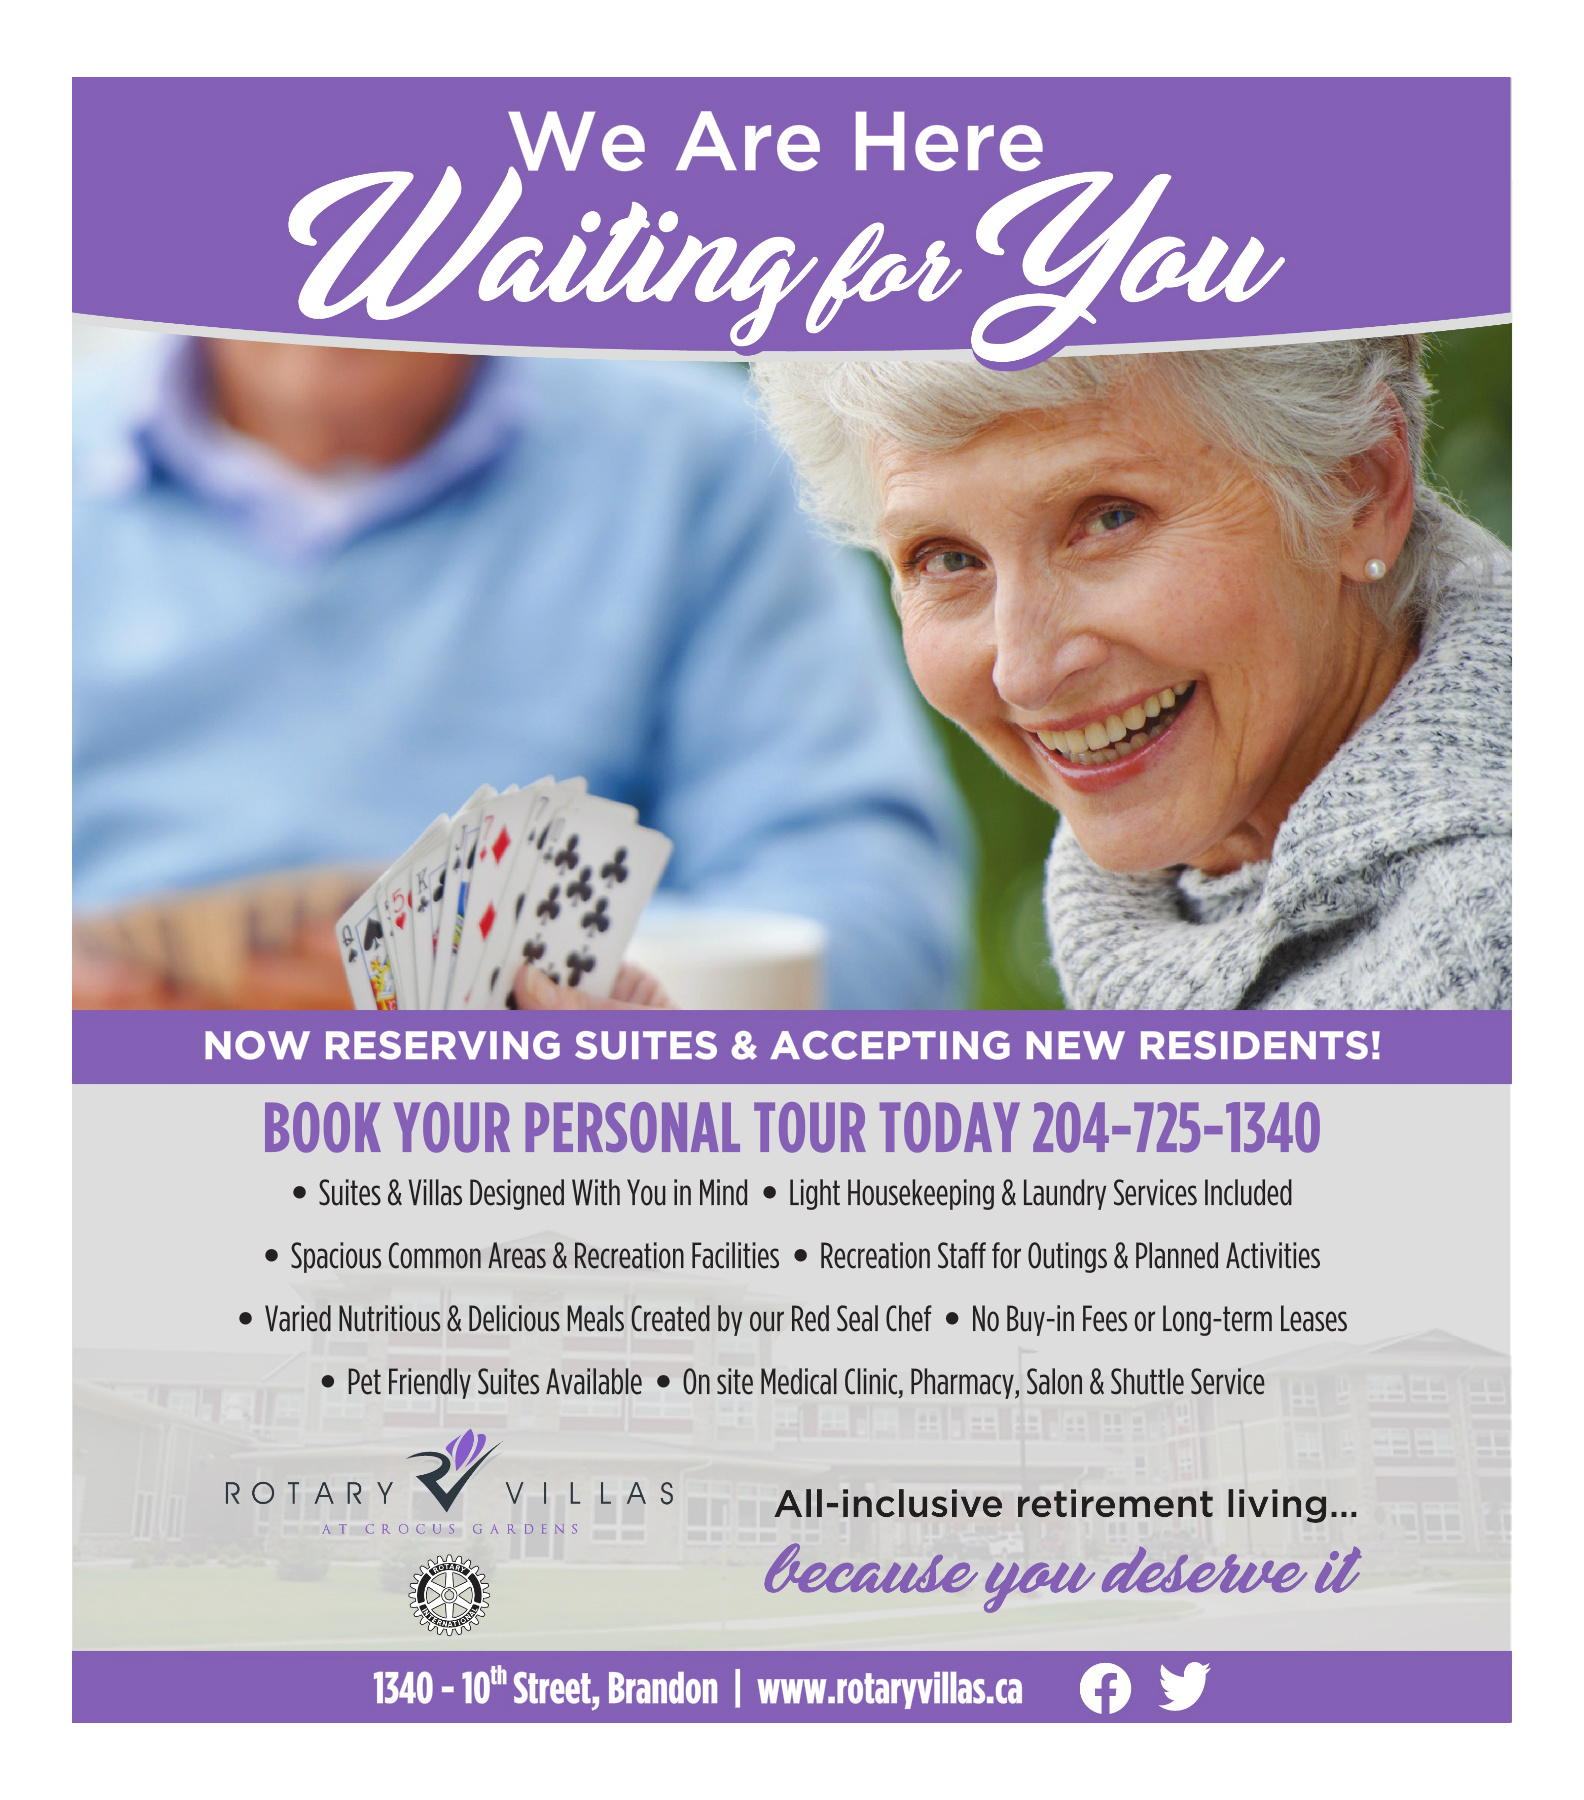 We Are Here
Waiting for You
NOW RESERVING SUITES & ACCEPTING NEW RESIDENTS!
BOOK YOUR PERSONAL TOUR TODAY 204-725-1340
• Suites & Villas Designed With You in Mind • Light Housekeeping & Laundry Services Included
• Spacious Common Areas & Recreation Facilities • Recreation Staff for Outings & Planned Activities
• Varied Nutritious & Delicious Meals Created by our Red Seal Chef • No Buy-in Fees or Long-term Leases
• Pet Friendly Suites Available • On site Medical Clinic, Pharmacy, Salon & Shuttle Service
ROTARY VILLAS
AT CROCUS GARDENS
ROTARY
INTERNATIONAL
All-inclusive retirement living...
because you deserve it
1340 - 10th Street, Brandon | www.rotaryvillas.ca